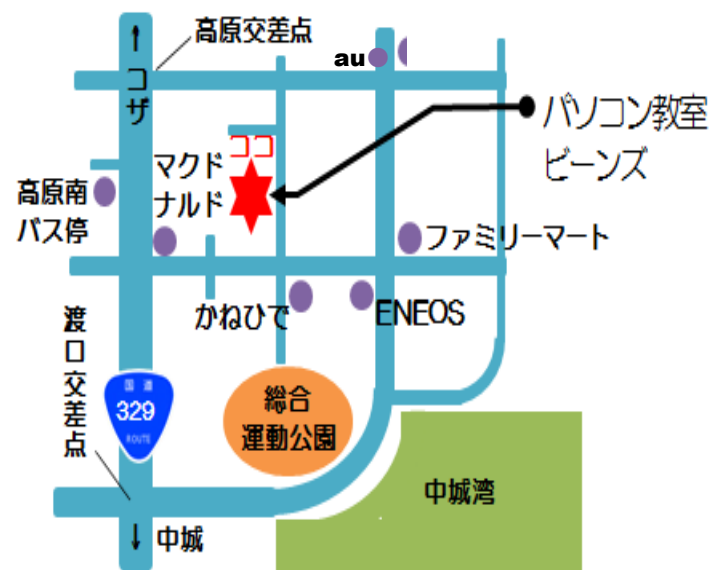 高原交差点
au
↑
コザ
パソコン教室
ビーンズ
ココ
マクド
ナルド
高原南
バス停
ファミリーマート
かねひで
ENEOS
渡口交差点
国道
329
ROUTE
総合
運動公園
中城湾
↓
中城